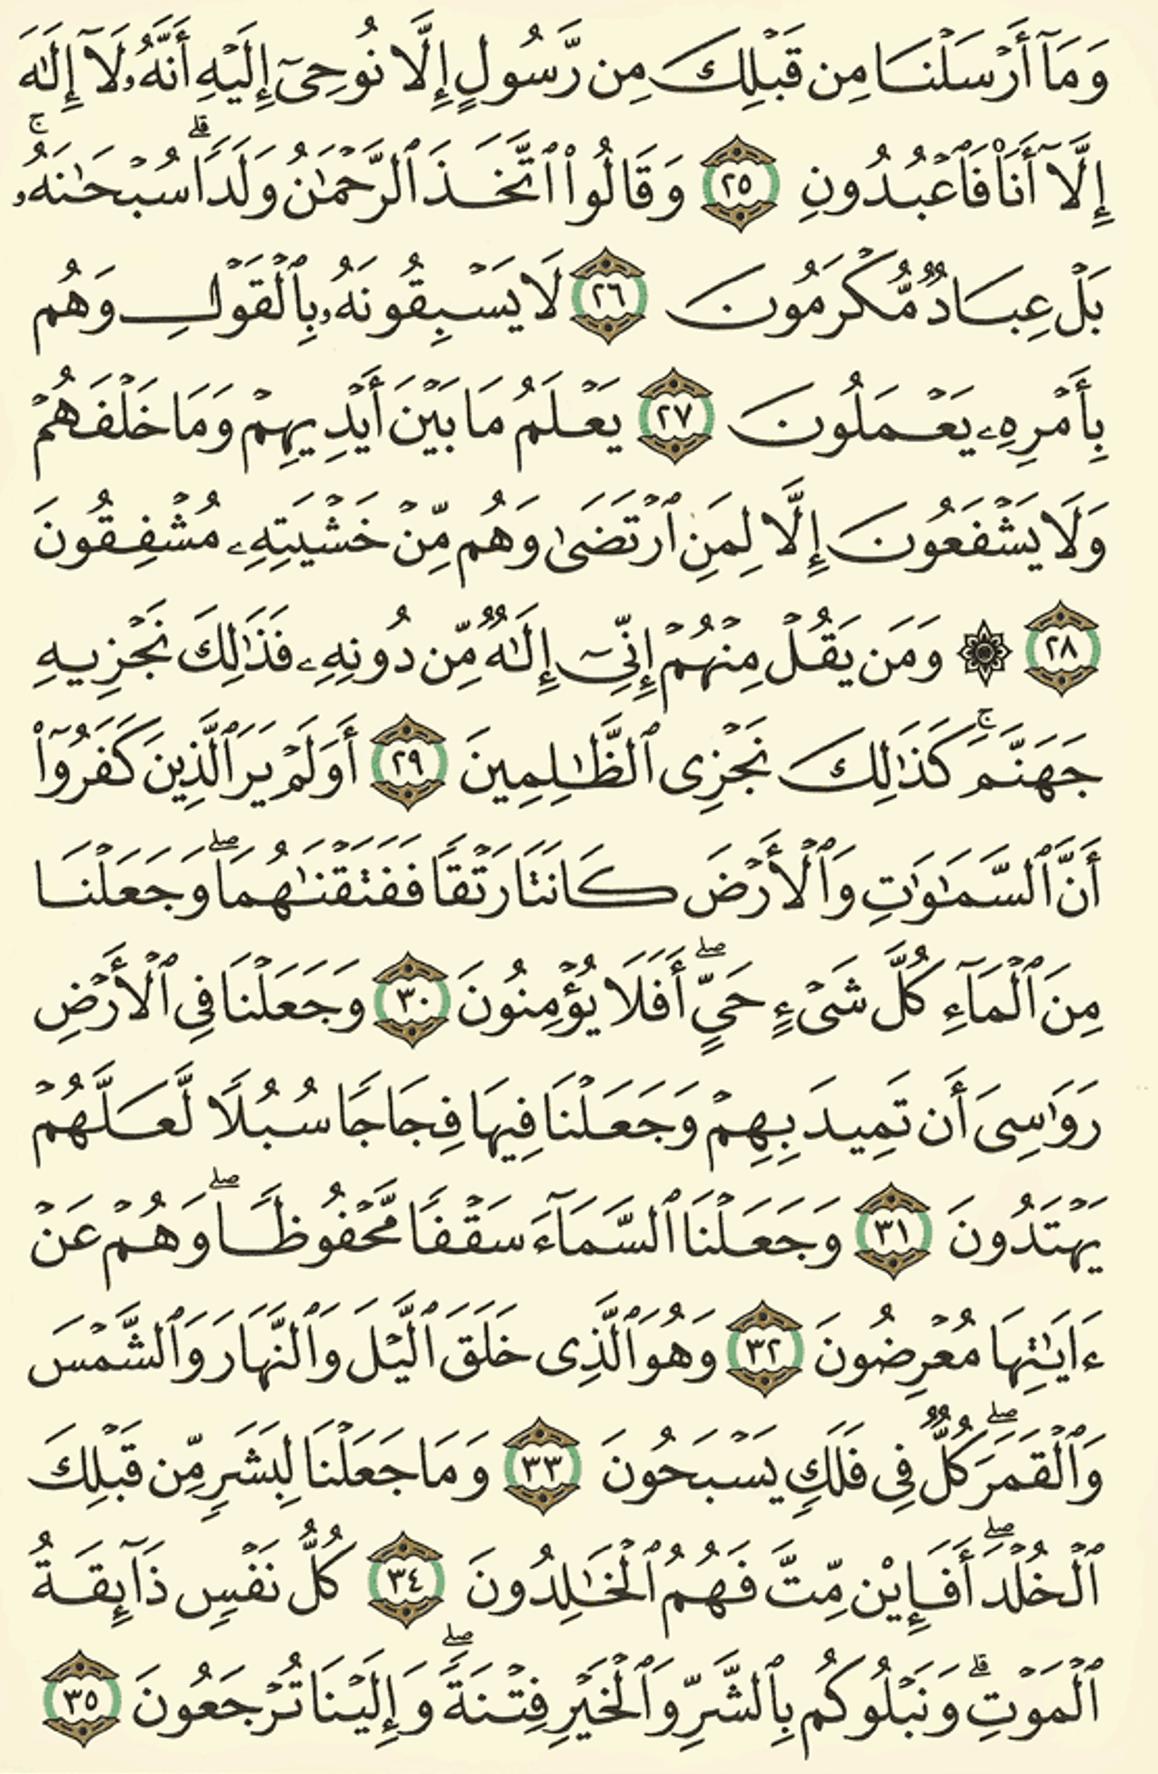 وَمَآ أَرْسَلْنَا مِن قَبْلِكَ مِن رَّسُولٍ إِلَّا نُوحِىٓ إِلَيْهِ أَنَّهُۥ لَآ إِلَٰهَ
إِلَّآ أَنَا۠ فَٱعْبُدُونِ ٢٥ وَقَالُوا۟ ٱتَّخَذَ ٱلرَّحْمَٰنُ وَلَدًا ۗ سُبْحَٰنَهُۥ ۚ
بَلْ عِبَادٌ مُّكْرَمُونَ ٢٦ لَا يَسْبِقُونَهُۥ بِٱلْقَوْلِ وَهُم
بِأَمْرِهِۦ يَعْمَلُونَ ٢٧ يَعْلَمُ مَا بَيْنَ أَيْدِيهِمْ وَمَا خَلْفَهُمْ
وَلَا يَشْفَعُونَ إِلَّا لِمَنِ ٱرْتَضَىٰ وَهُم مِّنْ خَشْيَتِهِۦ مُشْفِقُونَ
٢٨ ۞ وَمَن يَقُلْ مِنْهُمْ إِنِّىٓ إِلَٰهٌ مِّن دُونِهِۦ فَذَٰلِكَ نَجْزِيهِ
جَهَنَّمَ ۚ كَذَٰلِكَ نَجْزِى ٱلظَّٰلِمِينَ ٢٩ أَوَلَمْ يَرَ ٱلَّذِينَ كَفَرُوٓا۟
أَنَّ ٱلسَّمَٰوَٰتِ وَٱلْأَرْضَ كَانَتَا رَتْقًا فَفَتَقْنَٰهُمَا ۖ وَجَعَلْنَا
مِنَ ٱلْمَآءِ كُلَّ شَىْءٍ حَىٍّ ۖ أَفَلَا يُؤْمِنُونَ ٣٠ وَجَعَلْنَا فِى ٱلْأَرْضِ
رَوَٰسِىَ أَن تَمِيدَ بِهِمْ وَجَعَلْنَا فِيهَا فِجَاجًا سُبُلًا لَّعَلَّهُمْ
يَهْتَدُونَ ٣١ وَجَعَلْنَا ٱلسَّمَآءَ سَقْفًا مَّحْفُوظًا ۖ وَهُمْ عَنْ
ءَايَٰتِهَا مُعْرِضُونَ ٣٢ وَهُوَ ٱلَّذِى خَلَقَ ٱلَّيْلَ وَٱلنَّهَارَ وَٱلشَّمْسَ
وَٱلْقَمَرَ ۖ كُلٌّ فِى فَلَكٍ يَسْبَحُونَ ٣٣ وَمَا جَعَلْنَا لِبَشَرٍ مِّن قَبْلِكَ
ٱلْخُلْدَ ۖ أَفَإِي۟ن مِّتَّ فَهُمُ ٱلْخَٰلِدُونَ ٣٤ كُلُّ نَفْسٍ ذَآئِقَةُ
ٱلْمَوْتِ ۗ وَنَبْلُوكُم بِٱلشَّرِّ وَٱلْخَيْرِ فِتْنَةً ۖ وَإِلَيْنَا تُرْجَعُونَ ٣٥